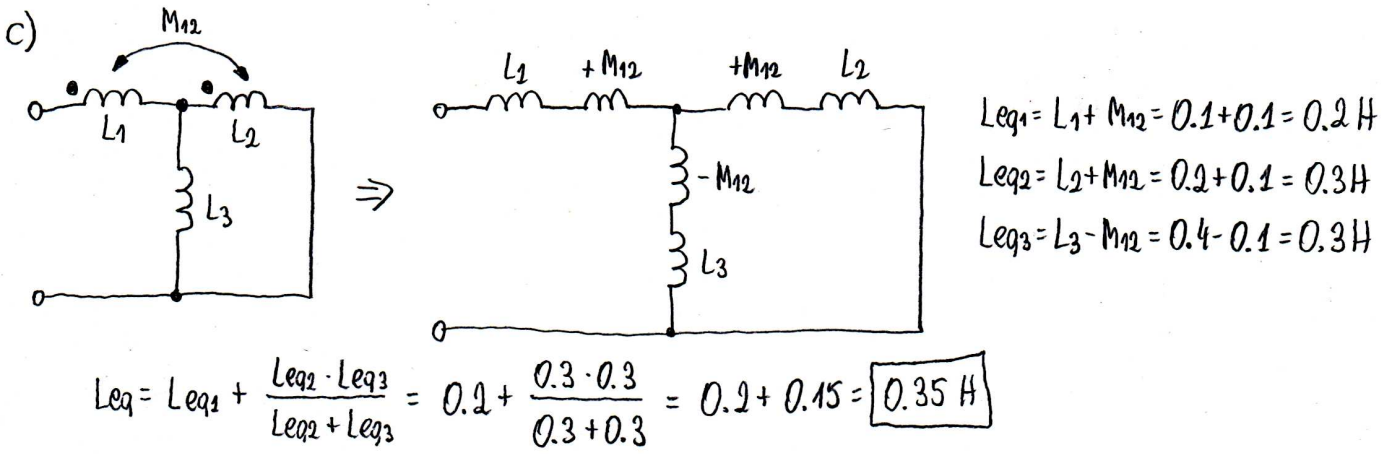 c)
M12
L1
L2
L3
⇒
L1 +M12 +M12 L2
-M12
L3
Leq1 = L1 + M12 = 0.1+0.1 = 0.2 H
Leq2 = L2+M12 = 0.2+0.1 = 0.3H
Leq3 = L3 - M12 = 0.4-0.1 = 0.3H
Leq = Leq1 + (Leq2 · Leq3)/(Leq2 + Leq3) = 0.2 + (0.3 · 0.3)/(0.3 + 0.3) = 0.2 + 0.15 = 0.35 H